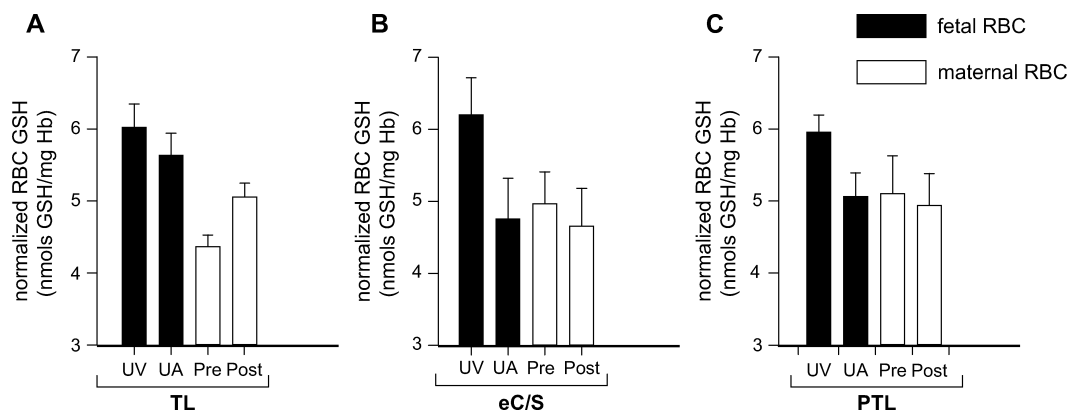 A
normalized RBC GSH
(nmols GSH/mg Hb)
7
6
5
4
3
UV UA Pre Post
TL
B
normalized RBC GSH
(nmols GSH/mg Hb)
7
6
5
4
3
UV UA Pre Post
eC/S
C
fetal RBC
maternal RBC
normalized RBC GSH
(nmols GSH/mg Hb)
7
6
5
4
3
UV UA Pre Post
PTL